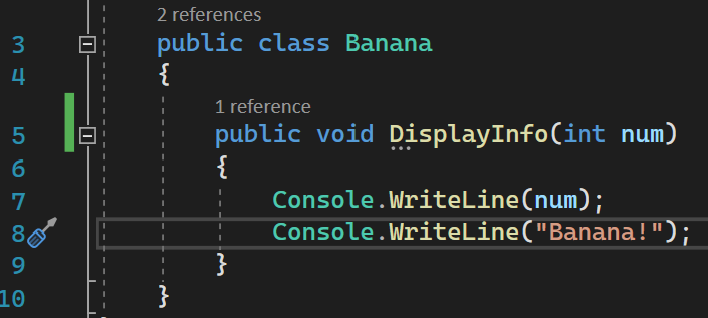 2 references
3 public class Banana
4 {
1 reference
5 public void DisplayInfo(int num)
6 {
7 Console.WriteLine(num);
8 Console.WriteLine("Banana!");
9 }
10 }